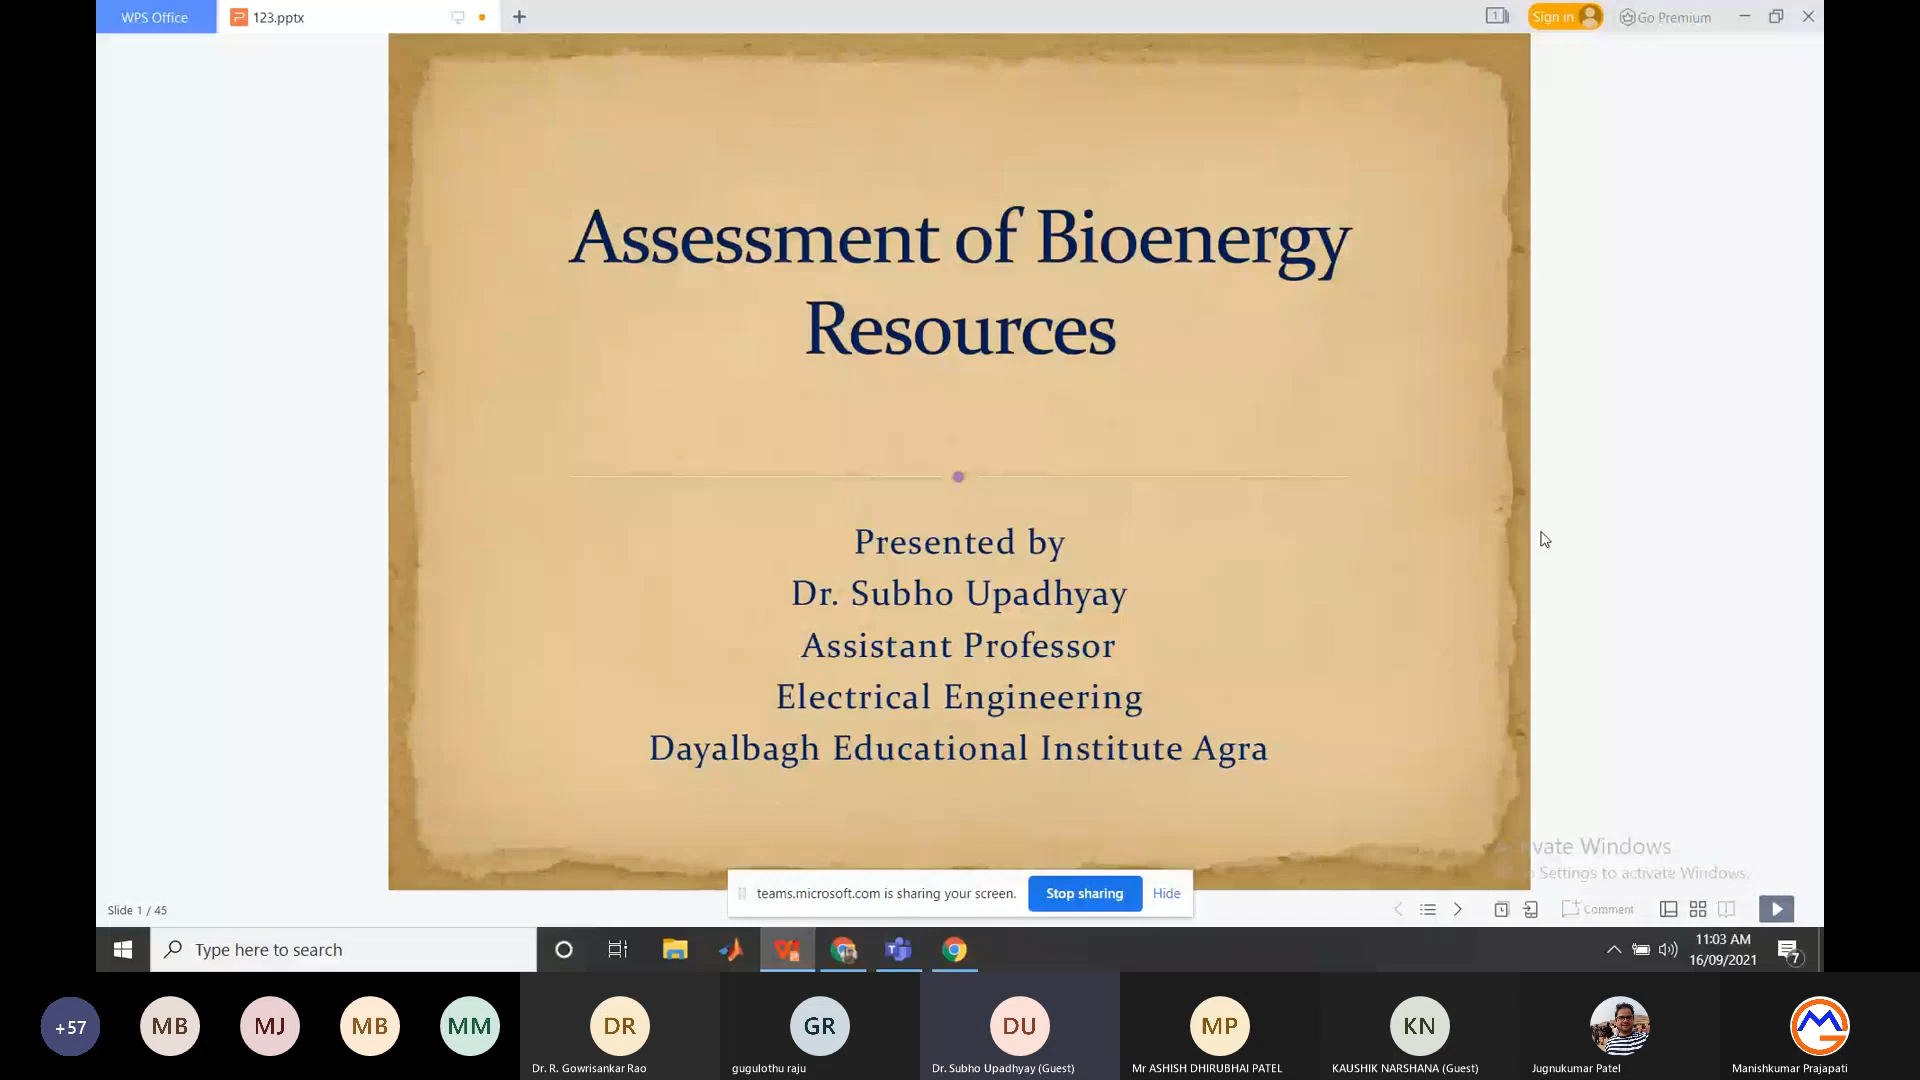 WPS Office
123.pptx
1
Sign in
Go Premium
Assessment of Bioenergy
Resources
Presented by
Dr. Subho Upadhyay
Assistant Professor
Electrical Engineering
Dayalbagh Educational Institute Agra
vate Windows
Settings to activate Windows.
teams.microsoft.com is sharing your screen.
Stop sharing
Hide
Slide 1 / 45
Comment
Type here to search
11:03 AM
16/09/2021
7
+57
MB
MJ
MB
MM
DR
GR
DU
MP
KN
Dr. R. Gowrisankar Rao
gugulothu raju
Dr. Subho Upadhyay (Guest)
Mr ASHISH DHIRUBHAI PATEL
KAUSHIK NARSHANA (Guest)
Jugnukumar Patel
Manishkumar Prajapati